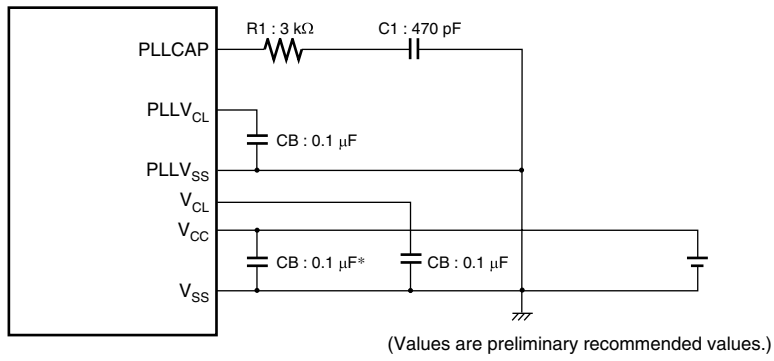 R1 : 3 kΩ
C1 : 470 pF
PLLCAP
PLLV_CL
CB : 0.1 μF
PLLV_SS
V_CL
V_CC
CB : 0.1 μF*
CB : 0.1 μF
V_SS
(Values are preliminary recommended values.)